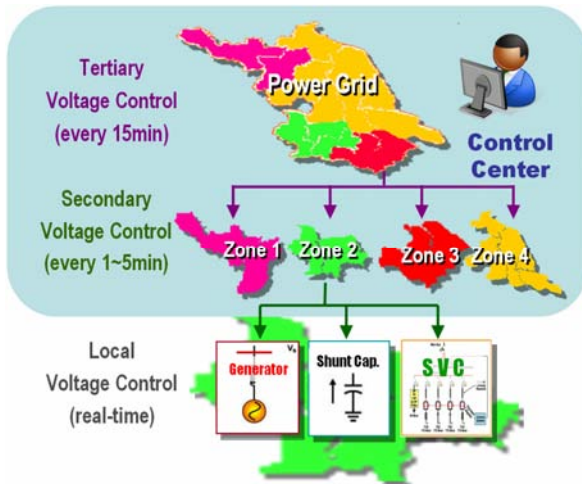 Tertiary
Voltage Control
(every 15min)
Power Grid
Control
Center
Secondary
Voltage Control
(every 1~5min)
Zone 1
Zone 2
Zone 3
Zone 4
Local
Voltage Control
(real-time)
Generator
Shunt Cap.
SVC